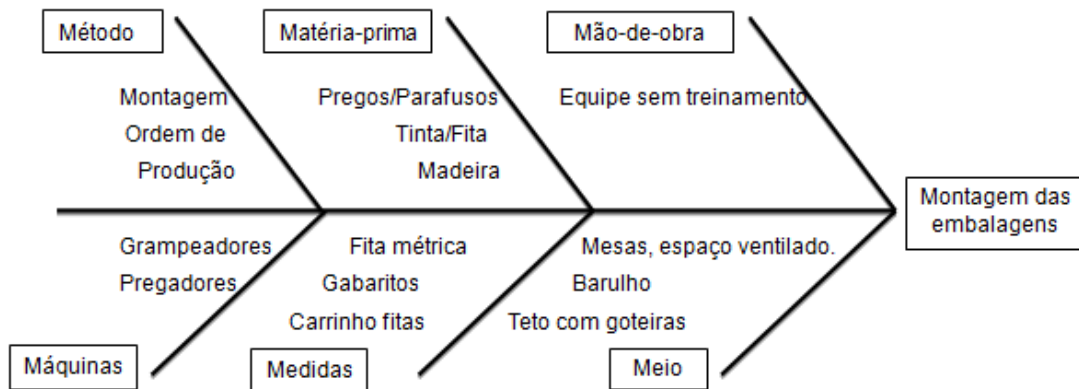 Método
Matéria-prima
Mão-de-obra
Montagem
Ordem de
Produção
Pregos/Parafusos
Tinta/Fita
Madeira
Equipe sem treinamento
Montagem das
embalagens
Grampeadores
Pregadores
Fita métrica
Gabaritos
Carrinho fitas
Mesas, espaço ventilado.
Barulho
Teto com goteiras
Máquinas
Medidas
Meio